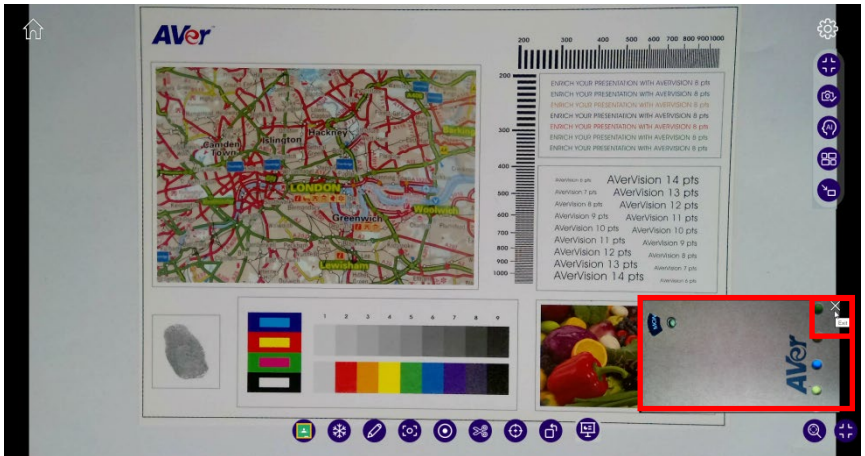 AVer
200 300 400 500 600 700 800 900 1000
200
300
400
500
600
700
800
900
1000
ENRICH YOUR PRESENTATION WITH AVERVISION 8 pts
ENRICH YOUR PRESENTATION WITH AVERVISION 8 pts
ENRICH YOUR PRESENTATION WITH AVERVISION 8 pts
ENRICH YOUR PRESENTATION WITH AVERVISION 8 pts
ENRICH YOUR PRESENTATION WITH AVERVISION 8 pts
ENRICH YOUR PRESENTATION WITH AVERVISION 8 pts
ENRICH YOUR PRESENTATION WITH AVERVISION 8 pts
Hackney
Islington
Camden
Town
LONDON
Greenwich
Woolwich
Lewisham
AVerVision 6 pts AVerVision 14 pts
AVerVision 7 pts AVerVision 13 pts
AVerVision 8 pts AVerVision 12 pts
AVerVision 9 pts AVerVision 11 pts
AVerVision 10 pts AVerVision 10 pts
AVerVision 11 pts AVerVision 9 pts
AVerVision 12 pts AVerVision 8 pts
AVerVision 13 pts AVerVision 7 pts
AVerVision 14 pts AVerVision 6 pts
1 2 3 4 5 6 7 8 9
Exit
AVer
AI